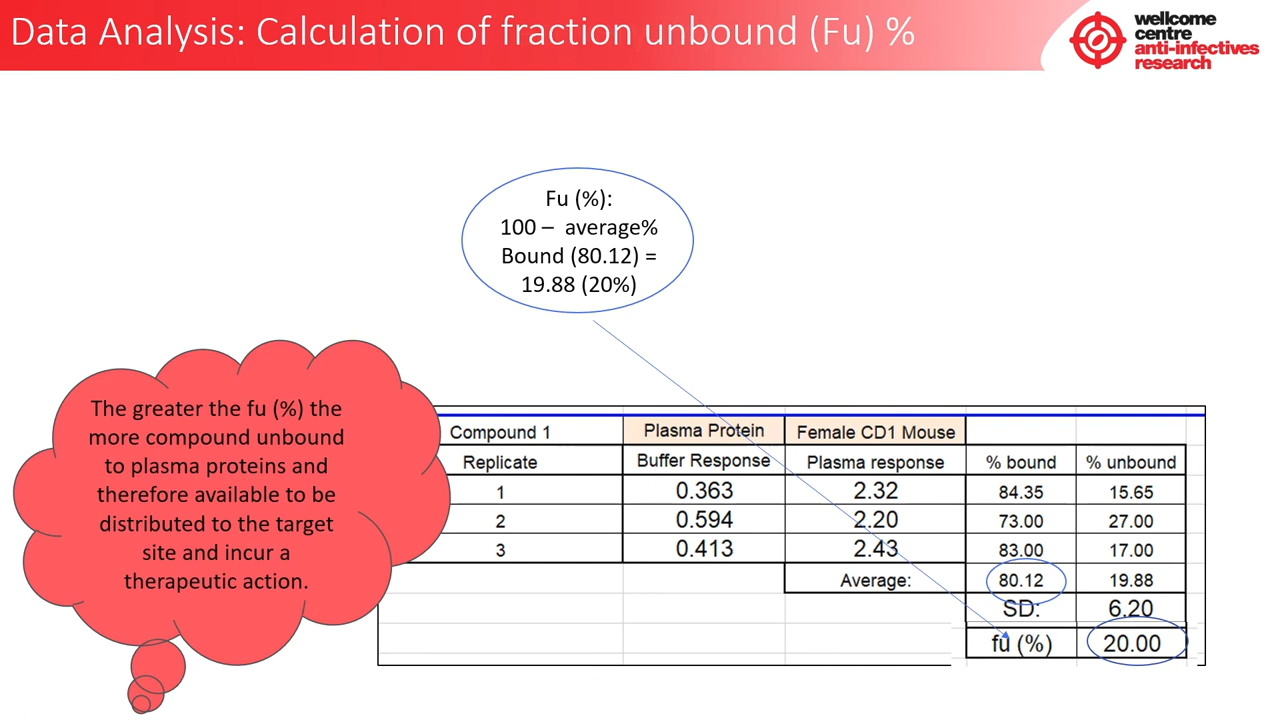 Data Analysis: Calculation of fraction unbound (Fu) %
wellcome
centre
anti-infectives
research
Fu (%):
100 – average%
Bound (80.12) =
19.88 (20%)
The greater the fu (%) the
more compound unbound
to plasma proteins and
therefore available to be
distributed to the target
site and incur a
therapeutic action.
Compound 1 Plasma Protein Female CD1 Mouse
Replicate Buffer Response Plasma response % bound % unbound
1 0.363 2.32 84.35 15.65
2 0.594 2.20 73.00 27.00
3 0.413 2.43 83.00 17.00
Average: 80.12 19.88
SD: 6.20
fu (%) 20.00